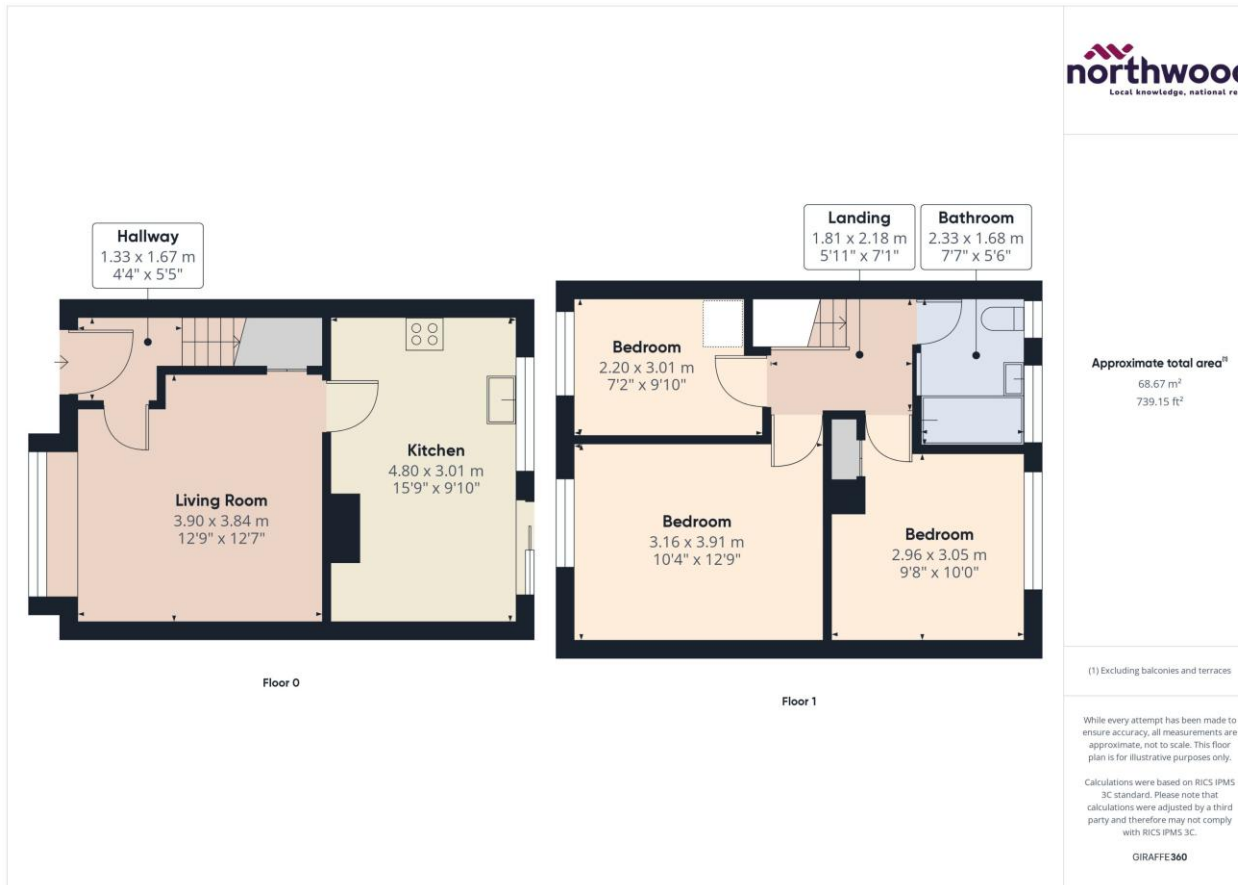 Hallway
1.33 x 1.67 m
4'4" x 5'5"
Living Room
3.90 x 3.84 m
12'9" x 12'7"
Kitchen
4.80 x 3.01 m
15'9" x 9'10"
Floor 0
Landing
1.81 x 2.18 m
5'11" x 7'1"
Bathroom
2.33 x 1.68 m
7'7" x 5'6"
Bedroom
2.20 x 3.01 m
7'2" x 9'10"
Bedroom
3.16 x 3.91 m
10'4" x 12'9"
Bedroom
2.96 x 3.05 m
9'8" x 10'0"
Floor 1
northwoo
Local knowledge, national re
Approximate total area(1)
68.67 m²
739.15 ft²
(1) Excluding balconies and terraces
While every attempt has been made to
ensure accuracy, all measurements are
approximate, not to scale. This floor
plan is for illustrative purposes only.
Calculations were based on RICS IPMS
3C standard. Please note that
calculations were adjusted by a third
party and therefore may not comply
with RICS IPMS 3C.
GIRAFFE360